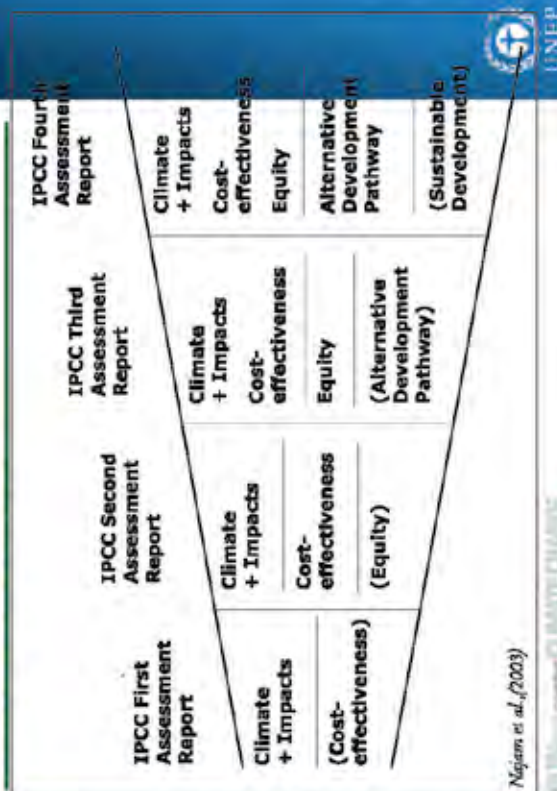 IPCC First
Assessment
Report
Climate
+ Impacts
(Cost-
effectiveness)
IPCC Second
Assessment
Report
Climate
+ Impacts
Cost-
effectiveness
(Equity)
IPCC Third
Assessment
Report
Climate
+ Impacts
Cost-
effectiveness
Equity
(Alternative
Development
Pathway)
IPCC Fourth
Assessment
Report
Climate
+ Impacts
Cost-
effectiveness
Equity
Alternative
Development
Pathway
(Sustainable
Development)
Najam et al.,(2003)
UNEP